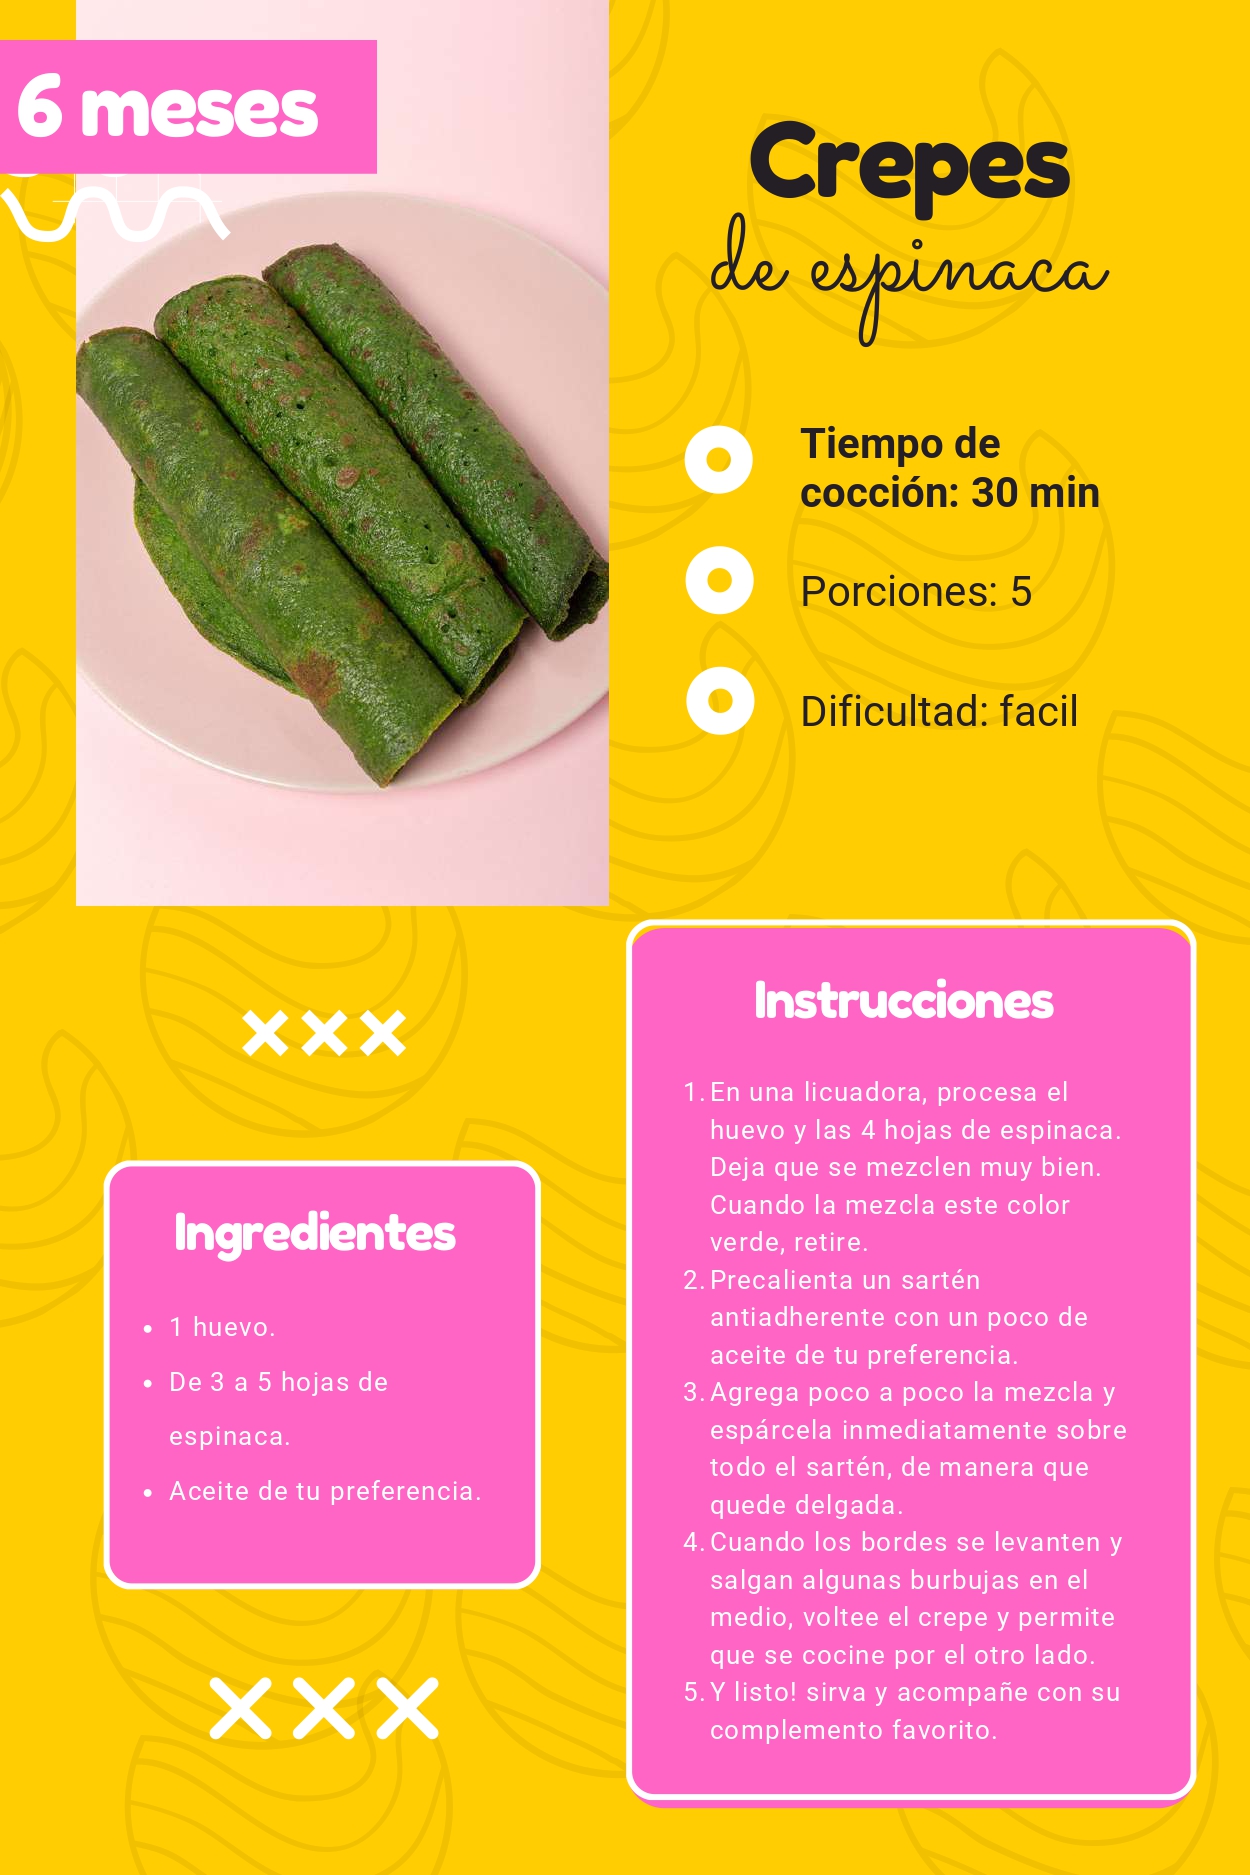 6 meses
Crepes
de espinaca
Tiempo de
cocción: 30 min
Porciones: 5
Dificultad: facil
Ingredientes
• 1 huevo.
• De 3 a 5 hojas de
espinaca.
• Aceite de tu preferencia.
Instrucciones
1. En una licuadora, procesa el
huevo y las 4 hojas de espinaca.
Deja que se mezclen muy bien.
Cuando la mezcla este color
verde, retire.
2. Precalienta un sartén
antiadherente con un poco de
aceite de tu preferencia.
3. Agrega poco a poco la mezcla y
espárcela inmediatamente sobre
todo el sartén, de manera que
quede delgada.
4. Cuando los bordes se levanten y
salgan algunas burbujas en el
medio, voltee el crepe y permite
que se cocine por el otro lado.
5. Y listo! sirva y acompañe con su
complemento favorito.